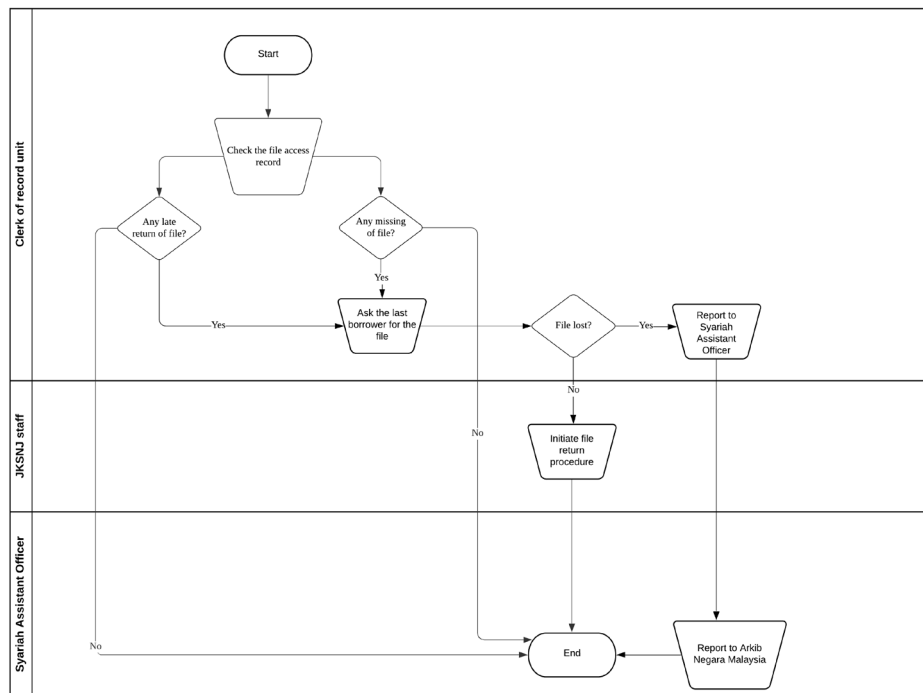 Clerk of record unit
Start
Check the file access
record
Any late
return of file?
Any missing
of file?
Yes
Yes
Ask the last
borrower for the
file
File lost?
Yes
Report to
Syariah
Assistant
Officer
JKSNJ staff
No
No
Initiate file
return
procedure
Syariah Assistant Officer
No
End
Report to Arkib
Negara Malaysia